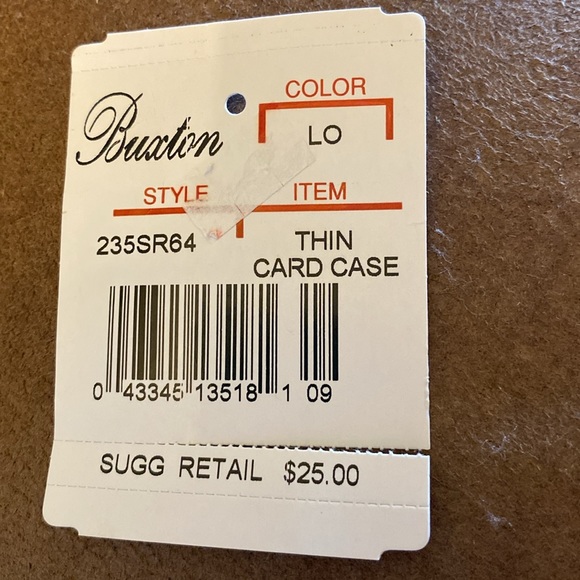 Buxton
COLOR
LO
STYLE
ITEM
235SR64
THIN
CARD CASE
0 43345 13518 1 09
SUGG RETAIL $25.00